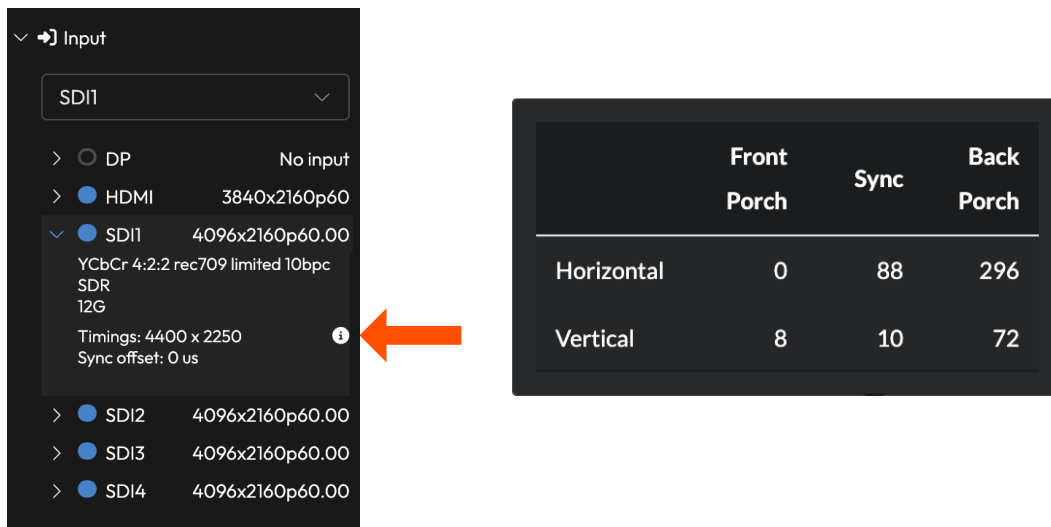 Input
SDI1
DP No input
HDMI 3840x2160p60
SDI1 4096x2160p60.00
YCbCr 4:2:2 rec709 limited 10bpc
SDR
12G
Timings: 4400 x 2250
Sync offset: 0 us
SDI2 4096x2160p60.00
SDI3 4096x2160p60.00
SDI4 4096x2160p60.00
Front Porch Sync Back Porch
Horizontal 0 88 296
Vertical 8 10 72